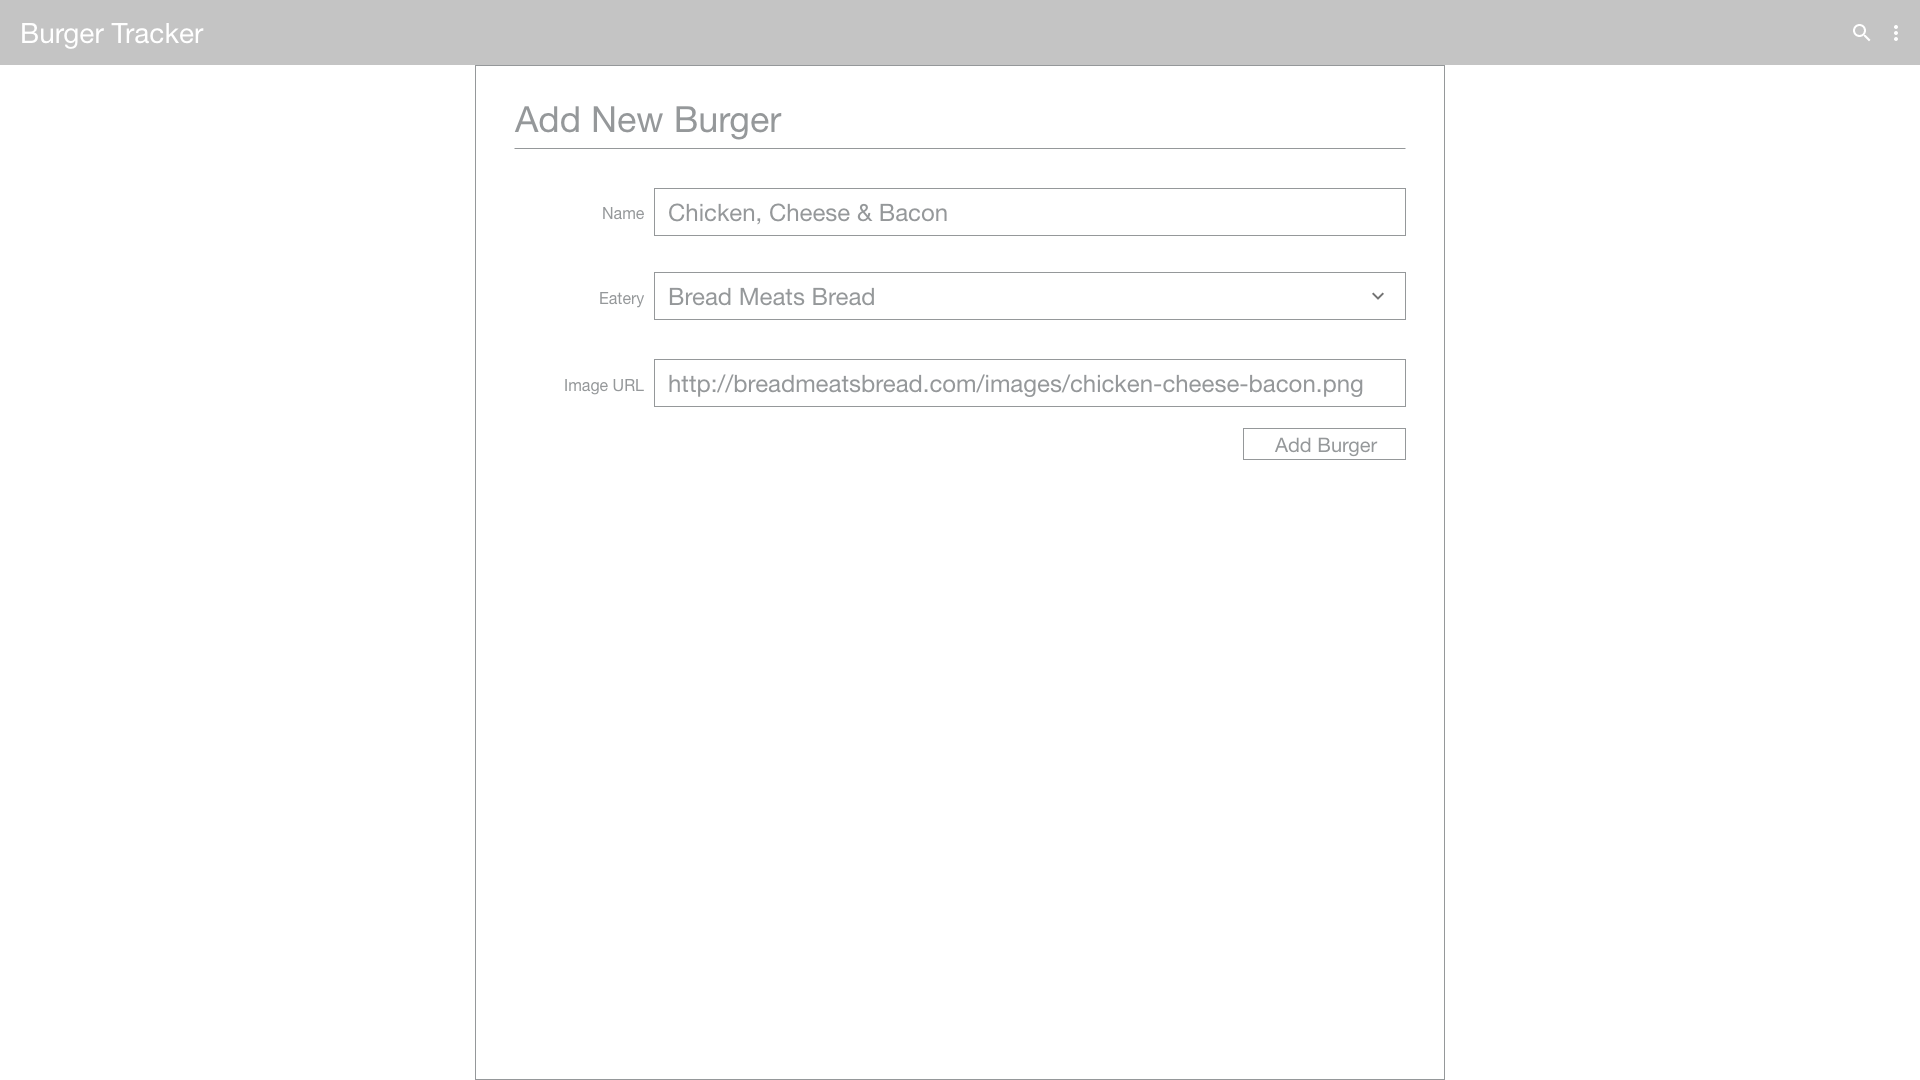 Burger Tracker
Add New Burger
Name
Chicken, Cheese & Bacon
Eatery
Bread Meats Bread
Image URL
http://breadmeatsbread.com/images/chicken-cheese-bacon.png
Add Burger